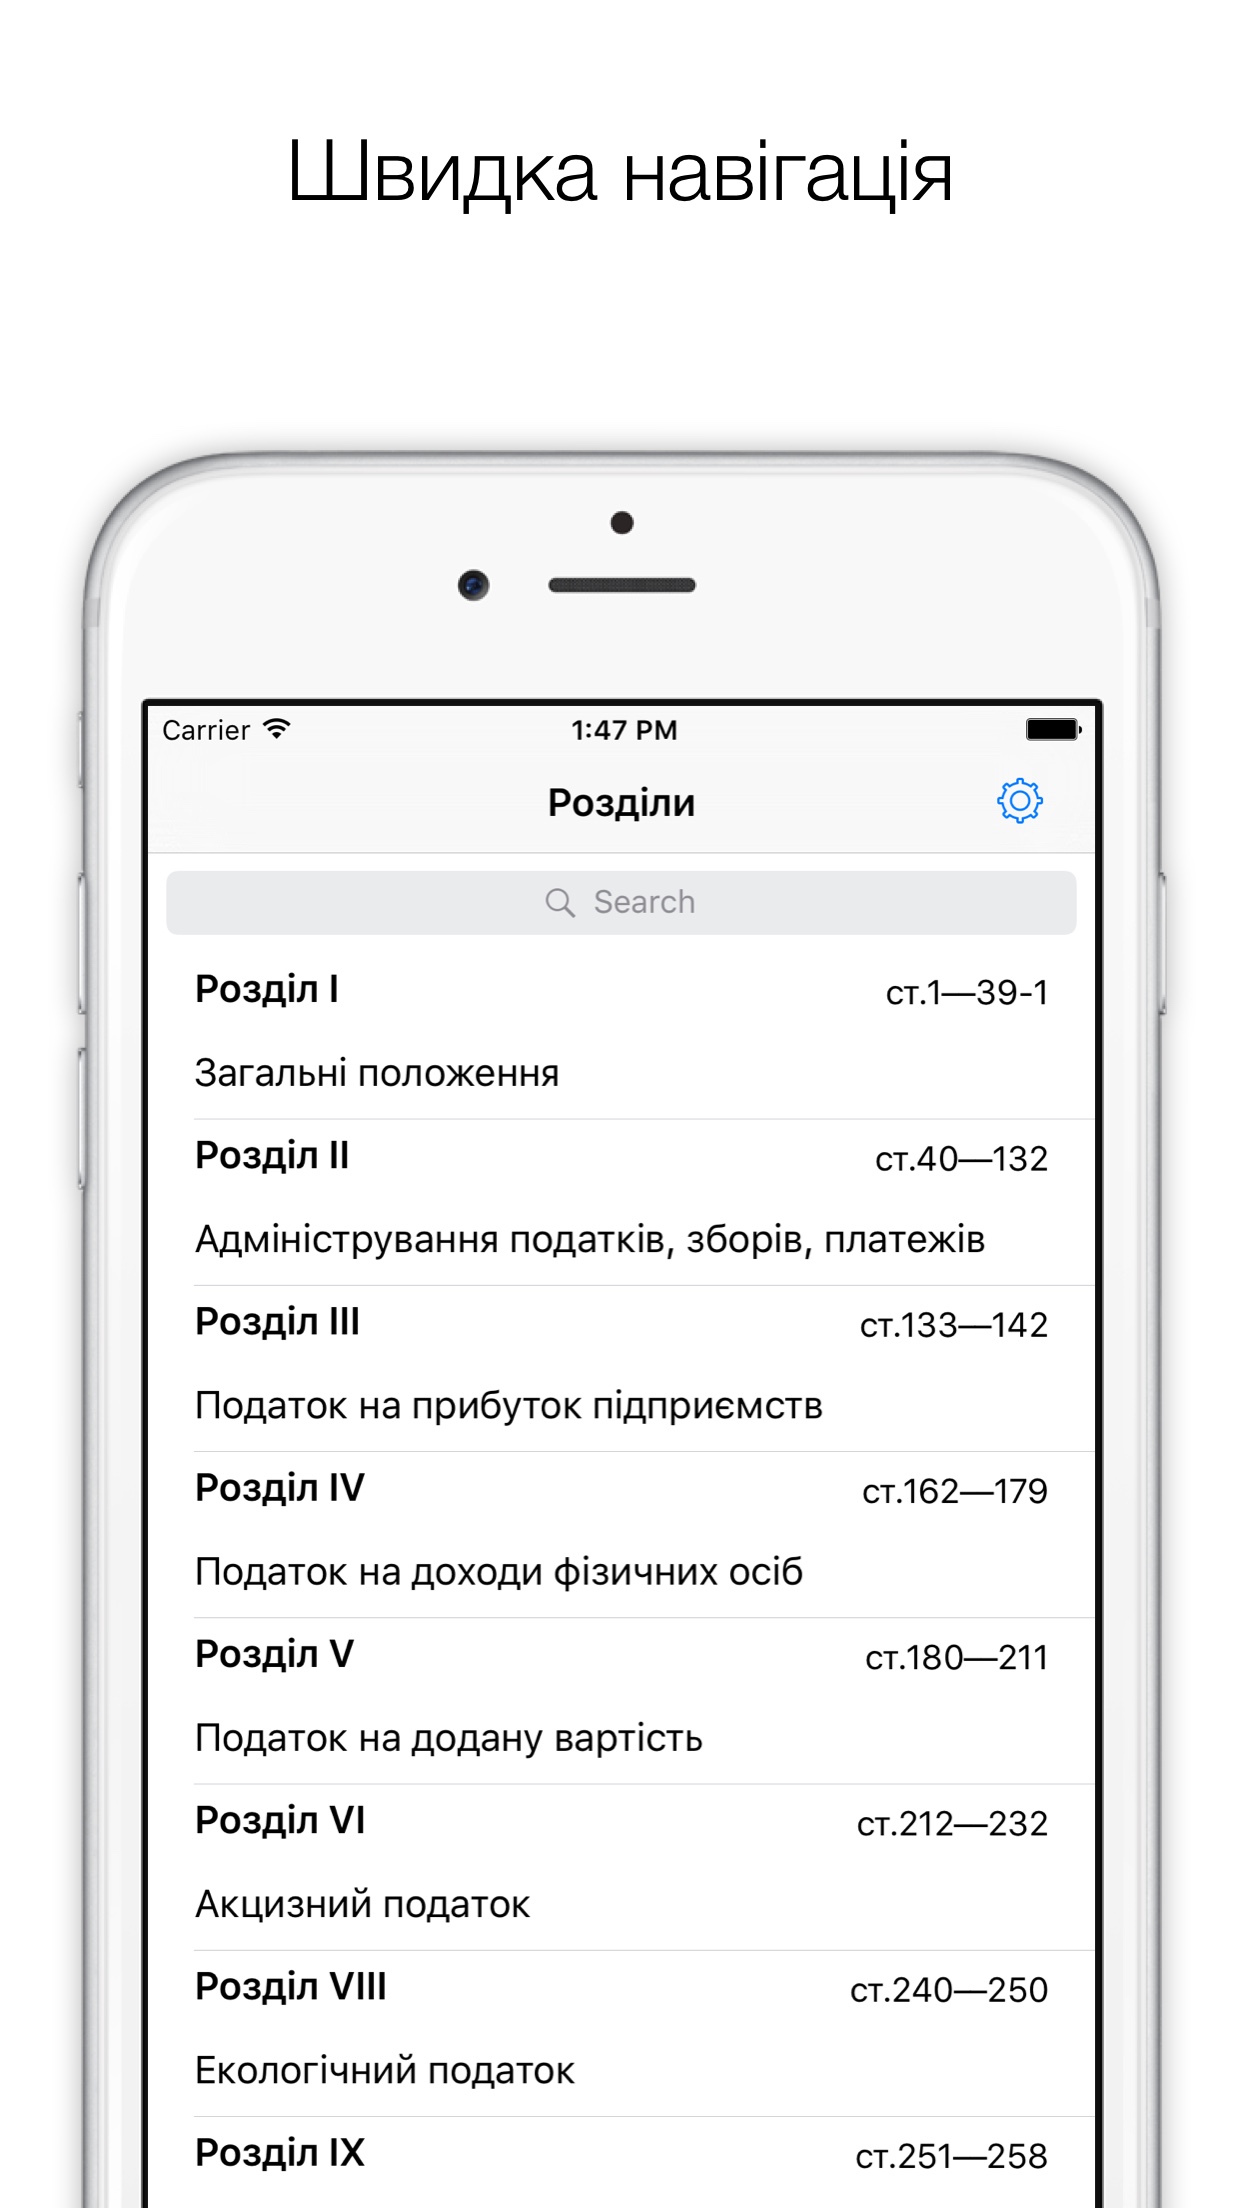 Швидка навігація
Carrier 1:47 PM
Розділи
Search
Розділ I ст.1—39-1
Загальні положення
Розділ II ст.40—132
Адміністрування податків, зборів, платежів
Розділ III ст.133—142
Податок на прибуток підприємств
Розділ IV ст.162—179
Податок на доходи фізичних осіб
Розділ V ст.180—211
Податок на додану вартість
Розділ VI ст.212—232
Акцизний податок
Розділ VIII ст.240—250
Екологічний податок
Розділ IX ст.251—258